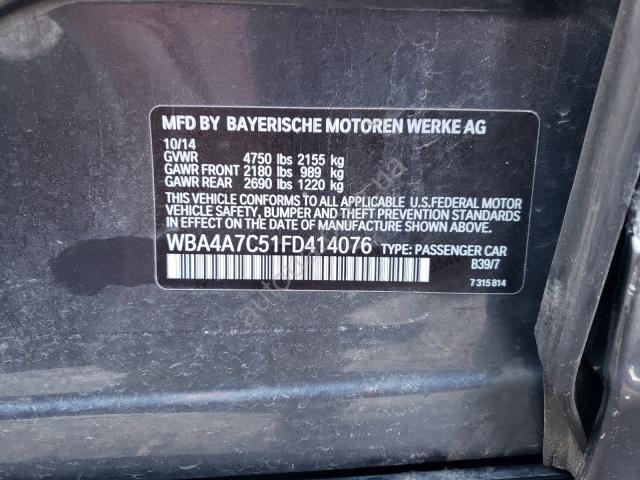 MFD BY BAYERISCHE MOTOREN WERKE AG
10/14
GVWR 4750 lbs 2155 kg
GAWR FRONT 2180 lbs 989 kg
GAWR REAR 2690 lbs 1220 kg
THIS VEHICLE CONFORMS TO ALL APPLICABLE U.S.FEDERAL MOTOR
VEHICLE SAFETY, BUMPER AND THEFT PREVENTION STANDARDS
IN EFFECT ON THE DATE OF MANUFACTURE SHOWN ABOVE.
WBA4A7C51FD414076 TYPE: PASSENGER CAR
B39/7
7 315 814